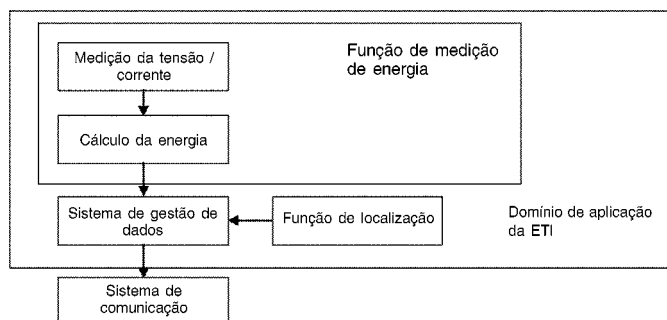 Medição da tensão /
corrente
Função de medição
de energia
Cálculo da energia
Sistema de gestão de
dados
Função de localização
Domínio de aplicação
da ETI
Sistema de
comunicação